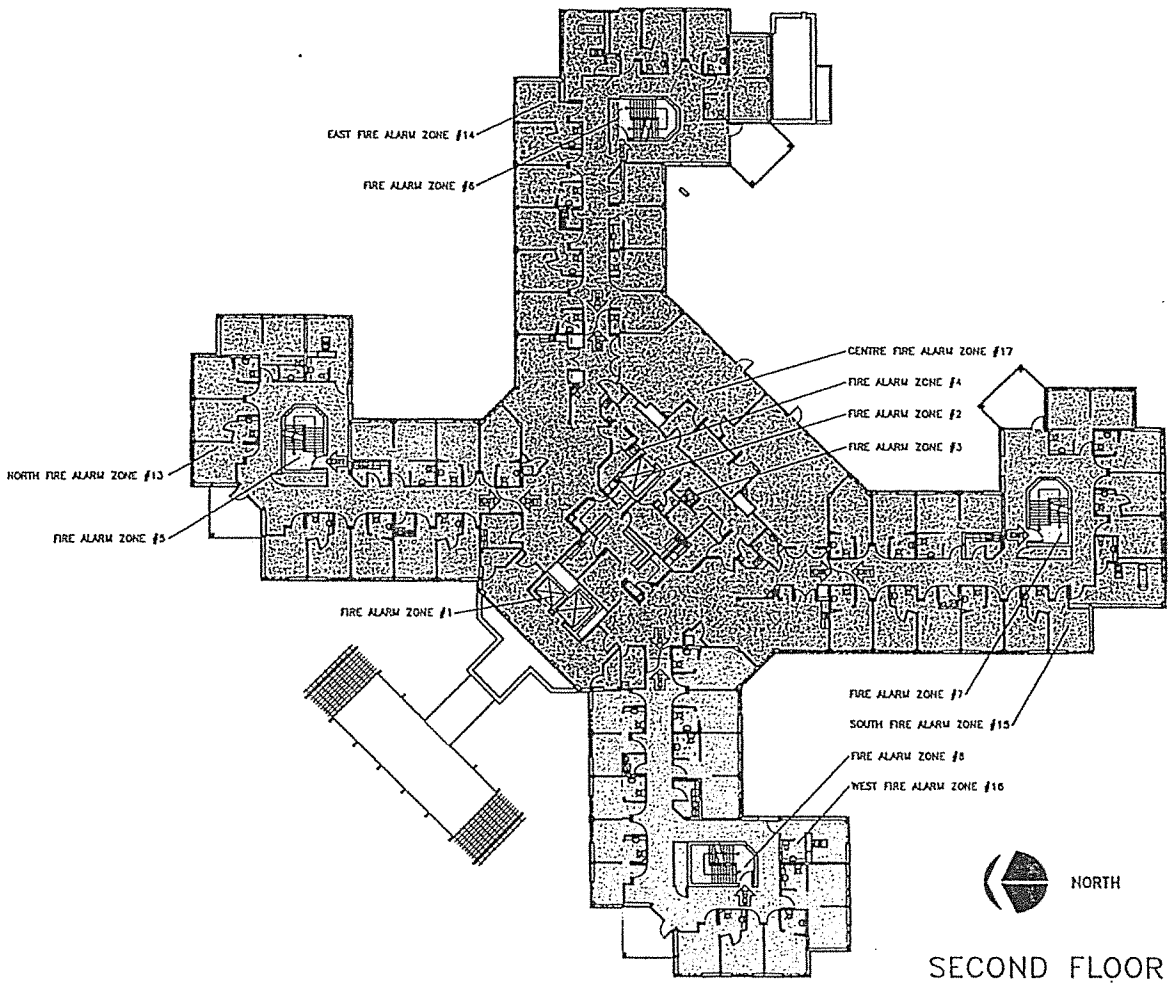 EAST FIRE ALARM ZONE #14
FIRE ALARM ZONE #6
CENTRE FIRE ALARM ZONE #17
FIRE ALARM ZONE #4
FIRE ALARM ZONE #2
FIRE ALARM ZONE #3
NORTH FIRE ALARM ZONE #13
FIRE ALARM ZONE #5
FIRE ALARM ZONE #1
FIRE ALARM ZONE #7
SOUTH FIRE ALARM ZONE #15
FIRE ALARM ZONE #8
WEST FIRE ALARM ZONE #16
NORTH
SECOND FLOOR